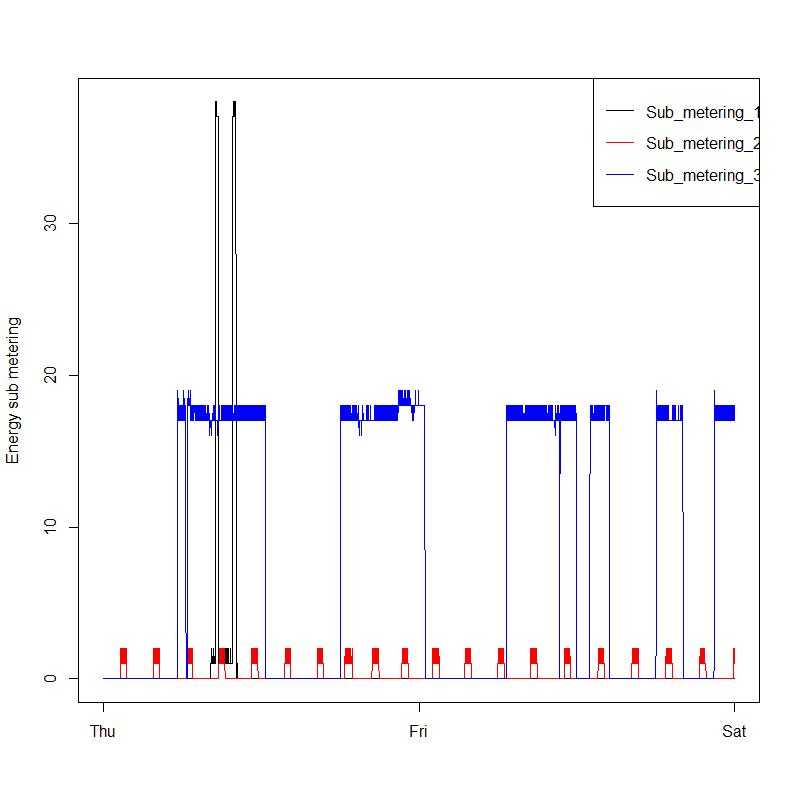 Sub_metering_1
Sub_metering_2
Sub_metering_3
Energy sub metering
30
20
10
0
Thu Fri Sat